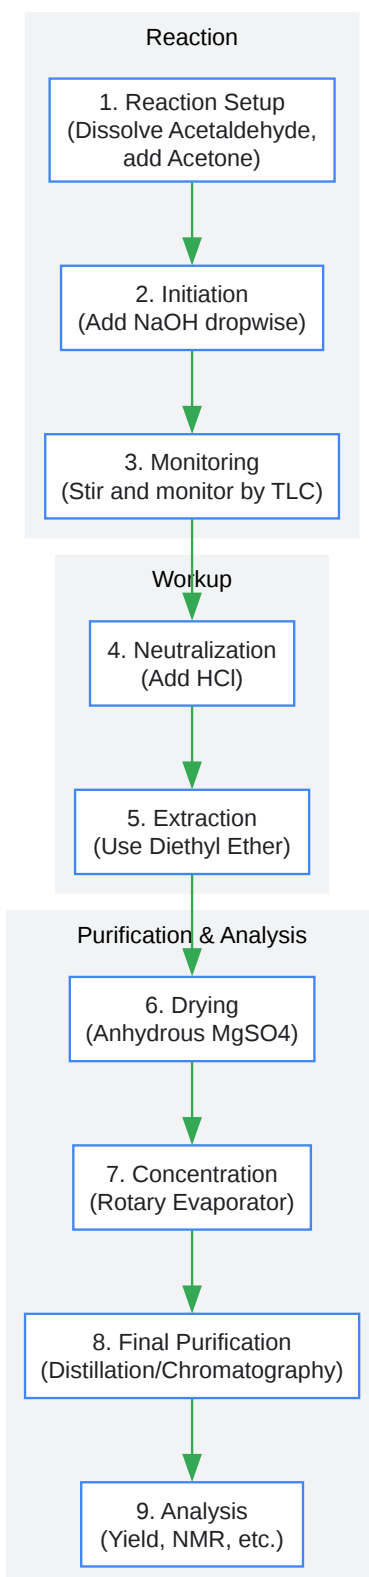 Reaction
1. Reaction Setup
(Dissolve Acetaldehyde,
add Acetone)
2. Initiation
(Add NaOH dropwise)
3. Monitoring
(Stir and monitor by TLC)
Workup
4. Neutralization
(Add HCl)
5. Extraction
(Use Diethyl Ether)
Purification & Analysis
6. Drying
(Anhydrous MgSO4)
7. Concentration
(Rotary Evaporator)
8. Final Purification
(Distillation/Chromatography)
9. Analysis
(Yield, NMR, etc.)